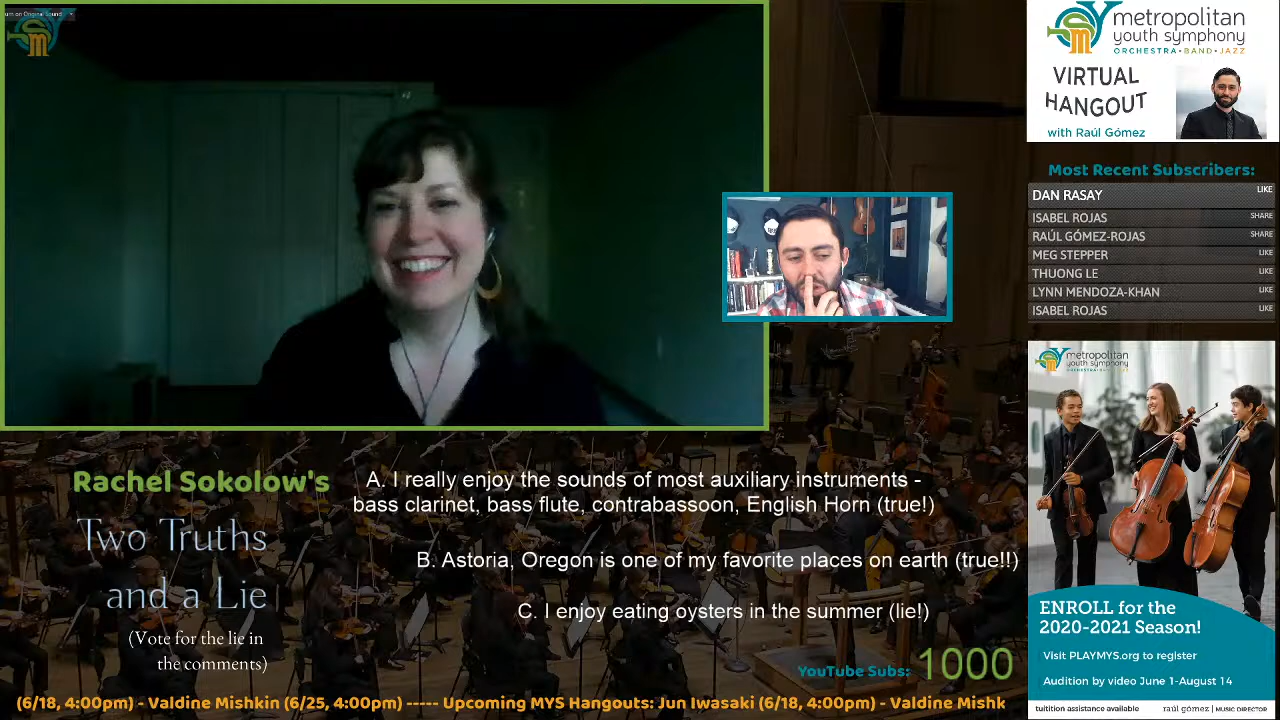 um on Original Sound
metropolitan
youth symphony
ORCHESTRA • BAND • JAZZ
VIRTUAL
HANGOUT
with Raúl Gómez
Most Recent Subscribers:
DAN RASAY LIKE
ISABEL ROJAS SHARE
RAÚL GÓMEZ-ROJAS SHARE
MEG STEPPER LIKE
THUONG LE LIKE
LYNN MENDOZA-KHAN LIKE
ISABEL ROJAS LIKE
metropolitan
youth symphony
ORCHESTRA • BAND • JAZZ
ENROLL for the
2020-2021 Season!
Visit PLAYMYS.org to register
Audition by video June 1-August 14
tuition assistance available raúl gómez | MUSIC DIRECTOR
Rachel Sokolow's
Two Truths
and a Lie
(Vote for the lie in
the comments)
A. I really enjoy the sounds of most auxiliary instruments -
bass clarinet, bass flute, contrabassoon, English Horn (true!)
B. Astoria, Oregon is one of my favorite places on earth (true!!)
C. I enjoy eating oysters in the summer (lie!)
YouTube Subs: 1000
(6/18, 4:00pm) - Valdine Mishkin (6/25, 4:00pm) ----- Upcoming MYS Hangouts: Jun Iwasaki (6/18, 4:00pm) - Valdine Mishk